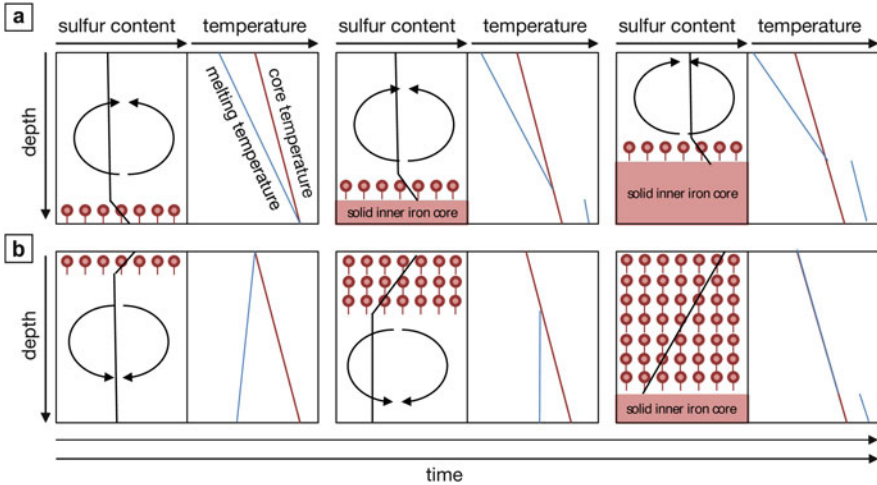 a
sulfur content temperature sulfur content temperature sulfur content temperature
depth
melting temperature
core temperature
solid inner iron core
solid inner iron core
b
depth
solid inner iron core
time